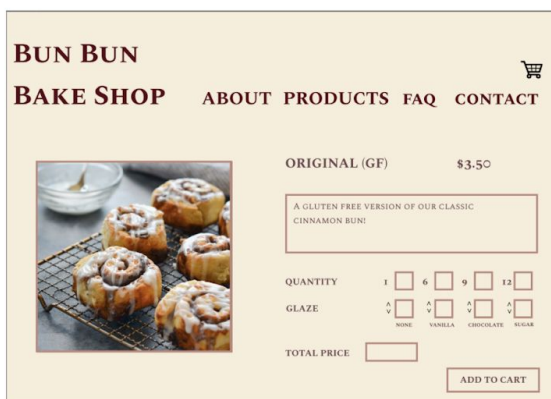 BUN BUN
BAKE SHOP
ABOUT PRODUCTS FAQ CONTACT
ORIGINAL (GF) $3.50
A GLUTEN FREE VERSION OF OUR CLASSIC
CINNAMON BUN!
QUANTITY 1 6 9 12
GLAZE
NONE VANILLA CHOCOLATE SUGAR
TOTAL PRICE
ADD TO CART